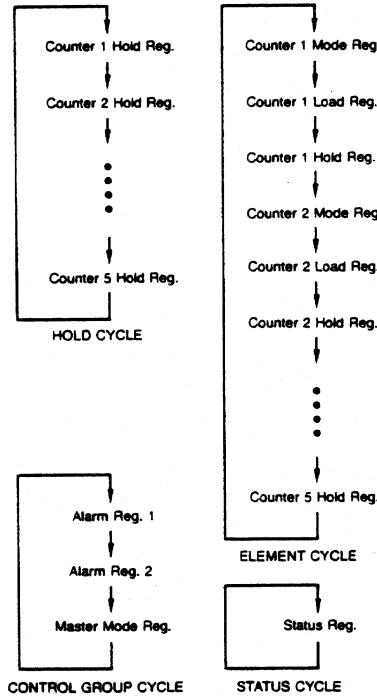 Counter 1 Hold Reg.
Counter 2 Hold Reg.
Counter 5 Hold Reg.
HOLD CYCLE
Counter 1 Mode Reg
Counter 1 Load Reg.
Counter 1 Hold Reg.
Counter 2 Mode Reg
Counter 2 Load Reg.
Counter 2 Hold Reg.
Counter 5 Hold Reg.
ELEMENT CYCLE
Alarm Reg. 1
Alarm Reg. 2
Master Mode Reg.
CONTROL GROUP CYCLE
Status Reg.
STATUS CYCLE